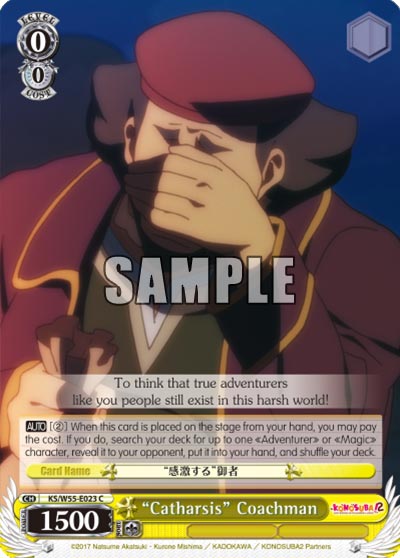 LEVEL
0
0
COST
SAMPLE
To think that true adventurers
like you people still exist in this harsh world!
AUTO [②] When this card is placed on the stage from your hand, you may
pay the cost. If you do, search your deck for up to one «Adventurer» or «Magic»
character, reveal it to your opponent, put it into your hand, and shuffle your deck.
Card Name
“感激する”御者
CH
KS/W55-E023 C
POWER
1500
“Catharsis” Coachman
KONOSUBA 2
©2017 Natsume Akatsuki・Kurone Mishima / KADOKAWA / KONOSUBA2 Partners